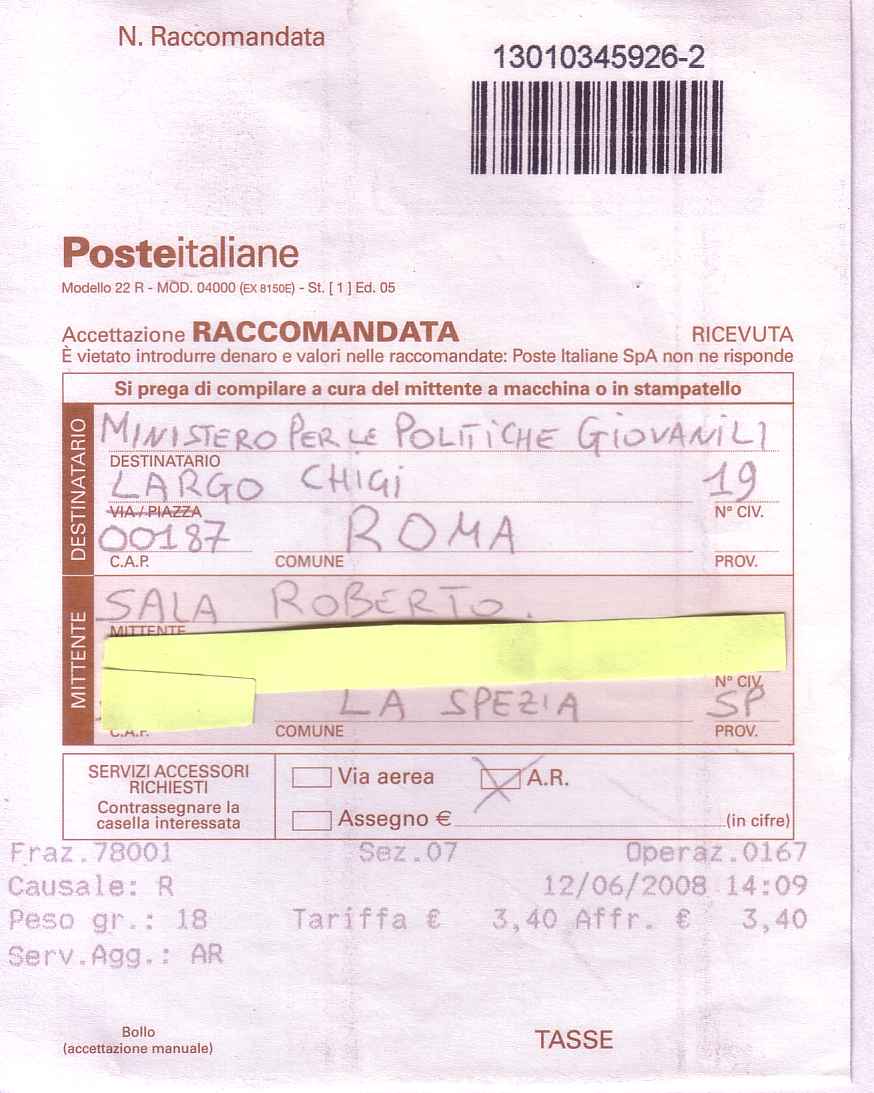 N. Raccomandata
13010345926-2
Posteitaliane
Modello 22 R - MOD. 04000 (EX 8150E) - St. [ 1 ] Ed. 05
Accettazione RACCOMANDATA RICEVUTA
È vietato introdurre denaro e valori nelle raccomandate: Poste Italiane SpA non ne risponde
Si prega di compilare a cura del mittente a macchina o in stampatello
DESTINATARIO
MINISTERO PER LE POLITICHE GIOVANILI
DESTINATARIO
LARGO CHIGI 19
VIA / PIAZZA N° CIV.
00187 ROMA
C.A.P. COMUNE PROV.
MITTENTE
SALA ROBERTO.
MITTENTE
N° CIV.
LA SPEZIA SP
C.A.P. COMUNE PROV.
SERVIZI ACCESSORI RICHIESTI
Contrassegnare la casella interessata
Via aerea A.R.
Assegno € (in cifre)
Fraz.78001 Sez.07 Operaz.0167
Causale: R 12/06/2008 14:09
Peso gr.: 18 Tariffa € 3,40 Affr. € 3,40
Serv.Agg.: AR
Bollo
(accettazione manuale)
TASSE